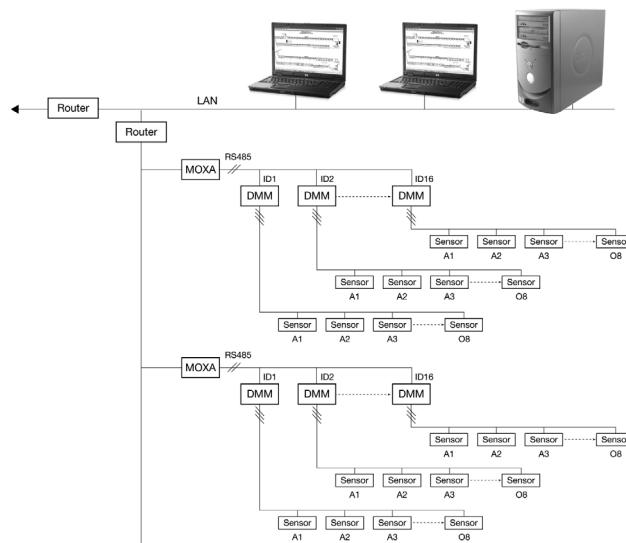 LAN
Router
Router
RS485
MOXA
ID1 ID2 ID16
DMM DMM DMM
Sensor Sensor Sensor Sensor
A1 A2 A3 O8
Sensor Sensor Sensor Sensor
A1 A2 A3 O8
Sensor Sensor Sensor Sensor
A1 A2 A3 O8
RS485
MOXA
ID1 ID2 ID16
DMM DMM DMM
Sensor Sensor Sensor Sensor
A1 A2 A3 O8
Sensor Sensor Sensor Sensor
A1 A2 A3 O8
Sensor Sensor Sensor Sensor
A1 A2 A3 O8